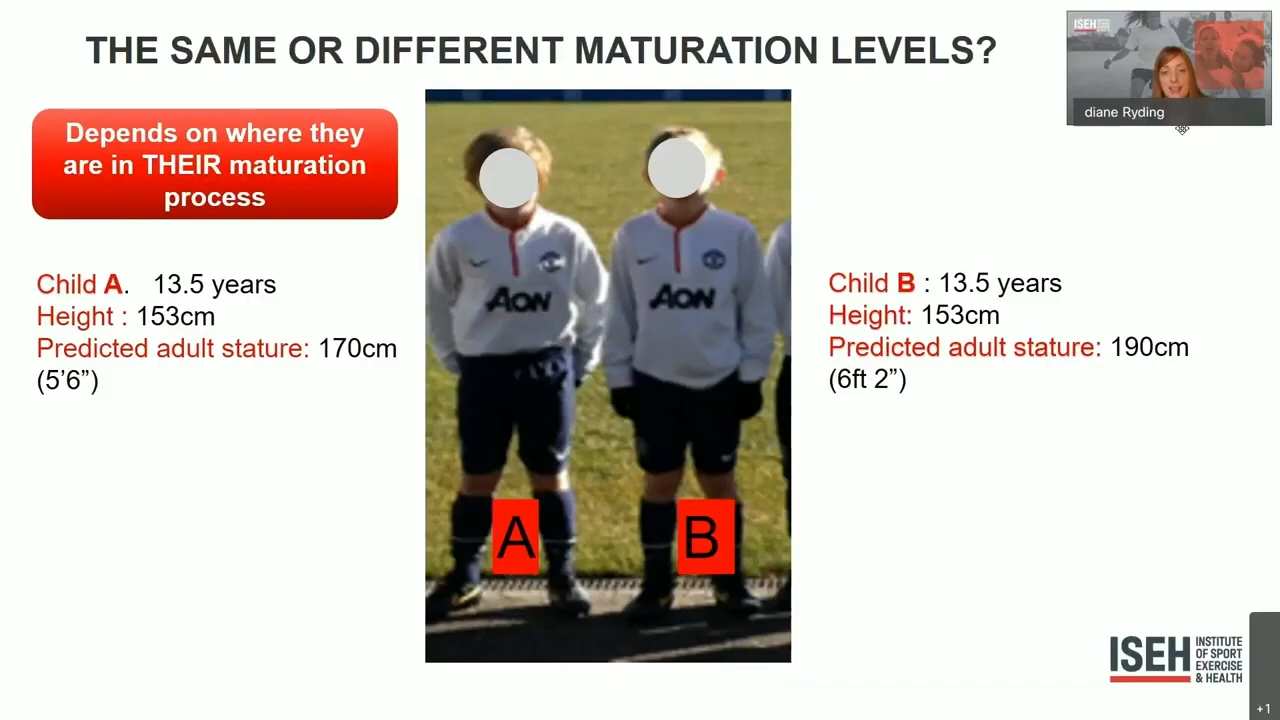 THE SAME OR DIFFERENT MATURATION LEVELS?
ISEH
diane Ryding
Depends on where they
are in THEIR maturation
process
Child A.   13.5 years
Height : 153cm
Predicted adult stature: 170cm
(5’6”)
AON
AON
A
B
Child B : 13.5 years
Height: 153cm
Predicted adult stature: 190cm
(6ft 2”)
ISEH
INSTITUTE
OF SPORT
EXERCISE
& HEALTH
+1